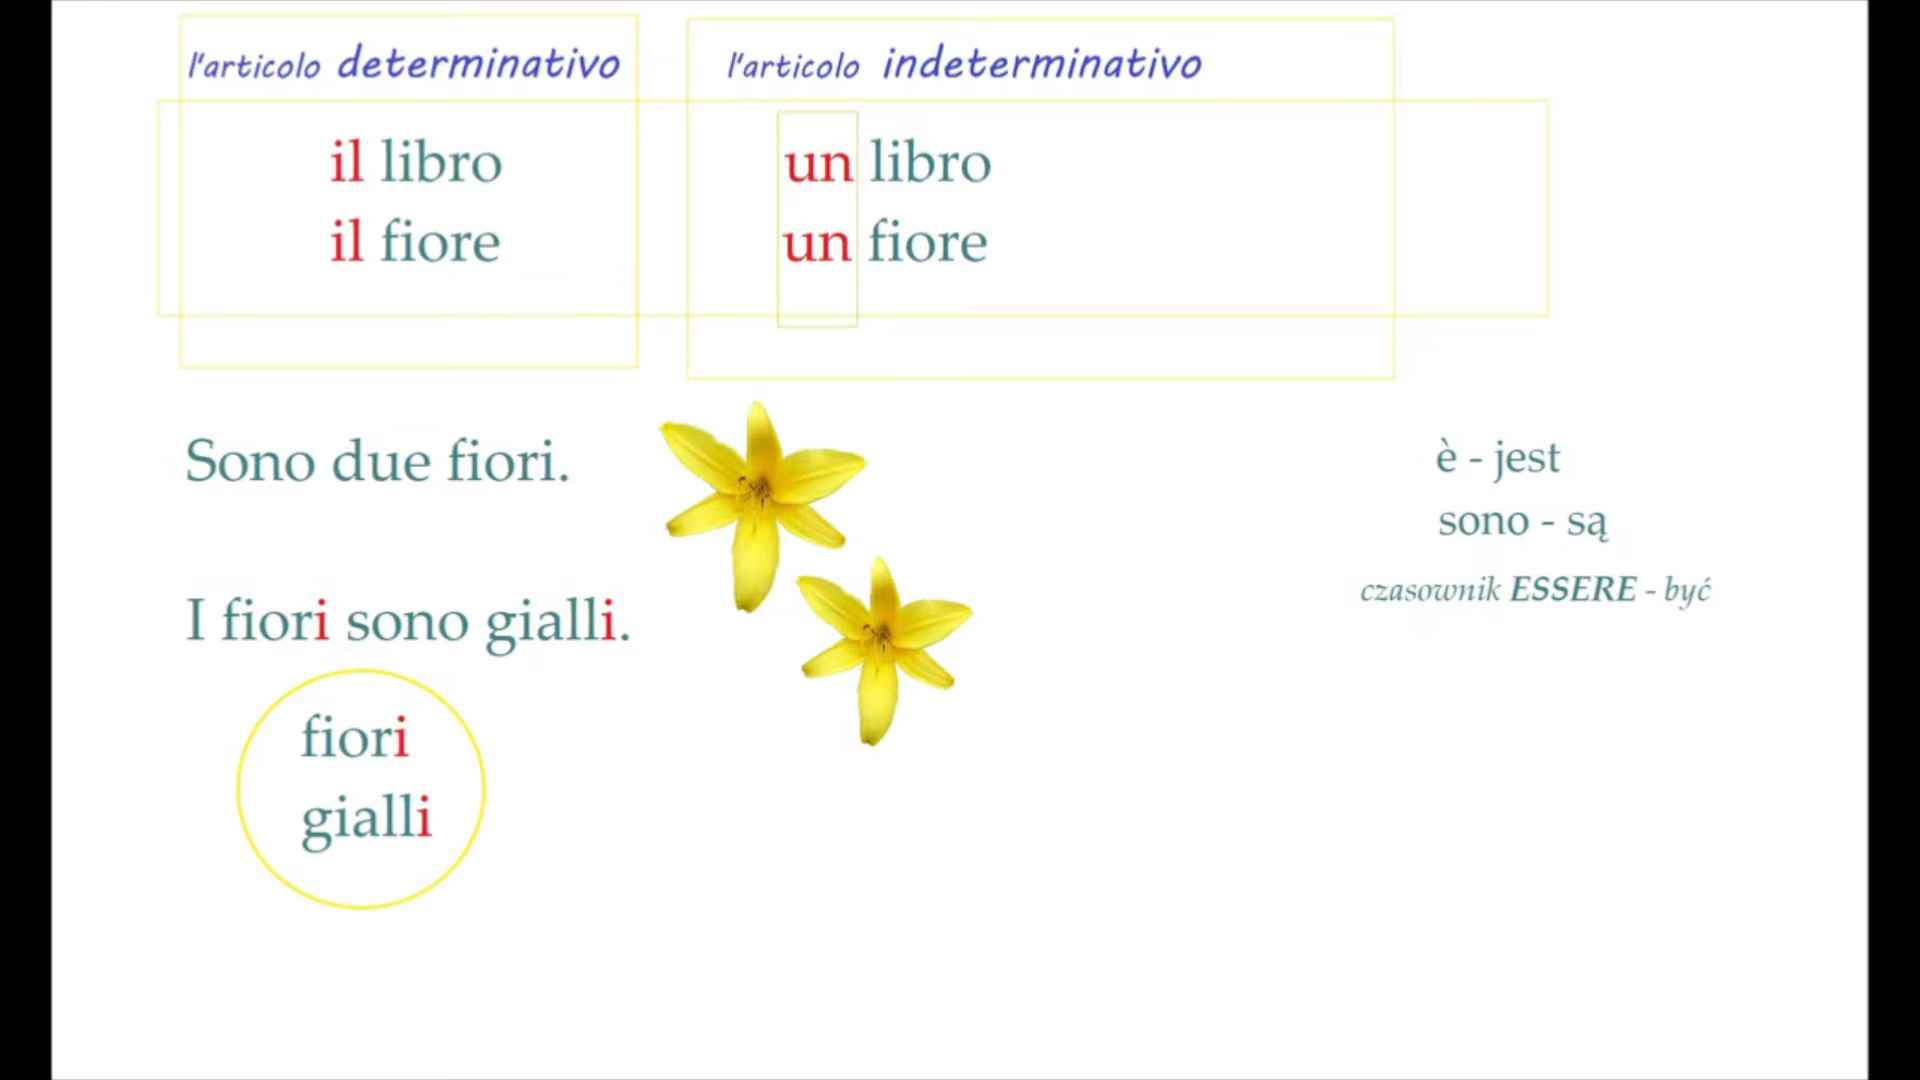 l'articolo determinativo
il libro
il fiore
l'articolo indeterminativo
un libro
un fiore
Sono due fiori.
I fiori sono gialli.
fiori
gialli
è - jest
sono - są
czasownik ESSERE - być